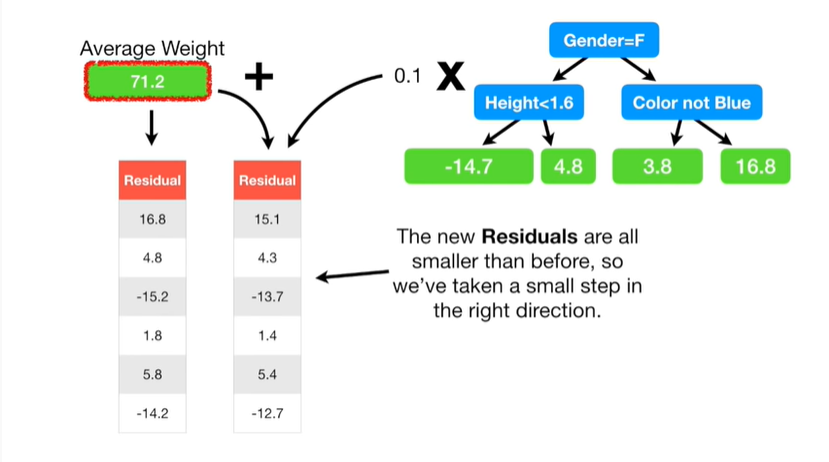 Average Weight
71.2
+
0.1
X
Gender=F
Height<1.6
Color not Blue
-14.7
4.8
3.8
16.8
Residual
Residual
16.8
15.1
4.8
4.3
-15.2
-13.7
1.8
1.4
5.8
5.4
-14.2
-12.7
The new Residuals are all
smaller than before, so
we've taken a small step in
the right direction.